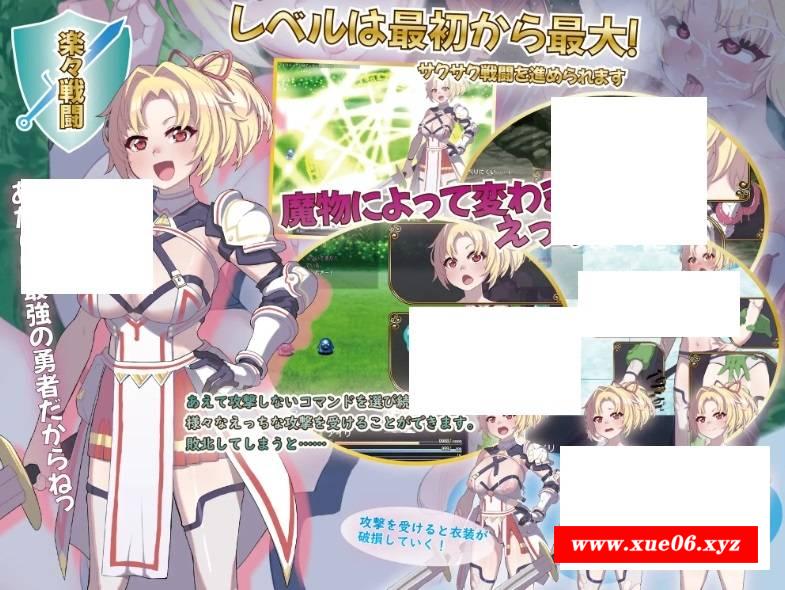 レベルは最初から最大!
サクサク戦闘を進められます
楽々戦闘
魔物によって変わ
えっ
最強の勇者だからねっ
あえて攻撃しないコマンドを選び続
様々なえっちな攻撃を受けることができます。
敗北してしまうと……
攻撃を受けると衣装が
破損していく!
www.xue06.xyz